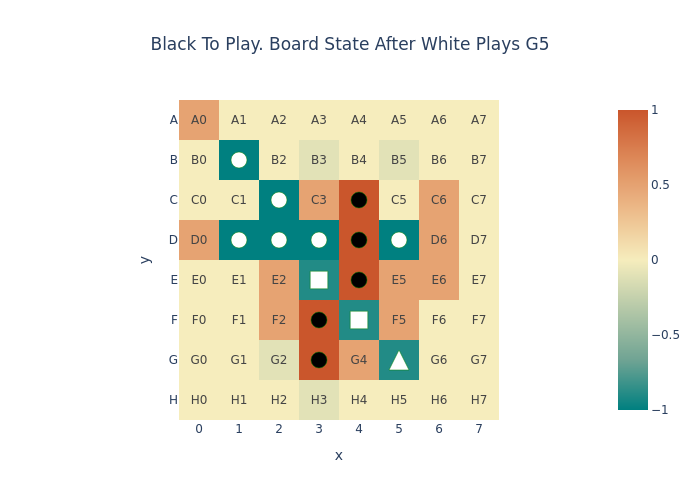 Black To Play. Board State After White Plays G5
A A0 A1 A2 A3 A4 A5 A6 A7 1
B B0 B2 B3 B4 B5 B6 B7
C C0 C1 C3 C5 C6 C7 0.5
D D0 D6 D7
y 0
E E0 E1 E2 E5 E6 E7
F F0 F1 F2 F5 F6 F7 −0.5
G G0 G1 G2 G4 G6 G7
H H0 H1 H2 H3 H4 H5 H6 H7 −1
0 1 2 3 4 5 6 7
x